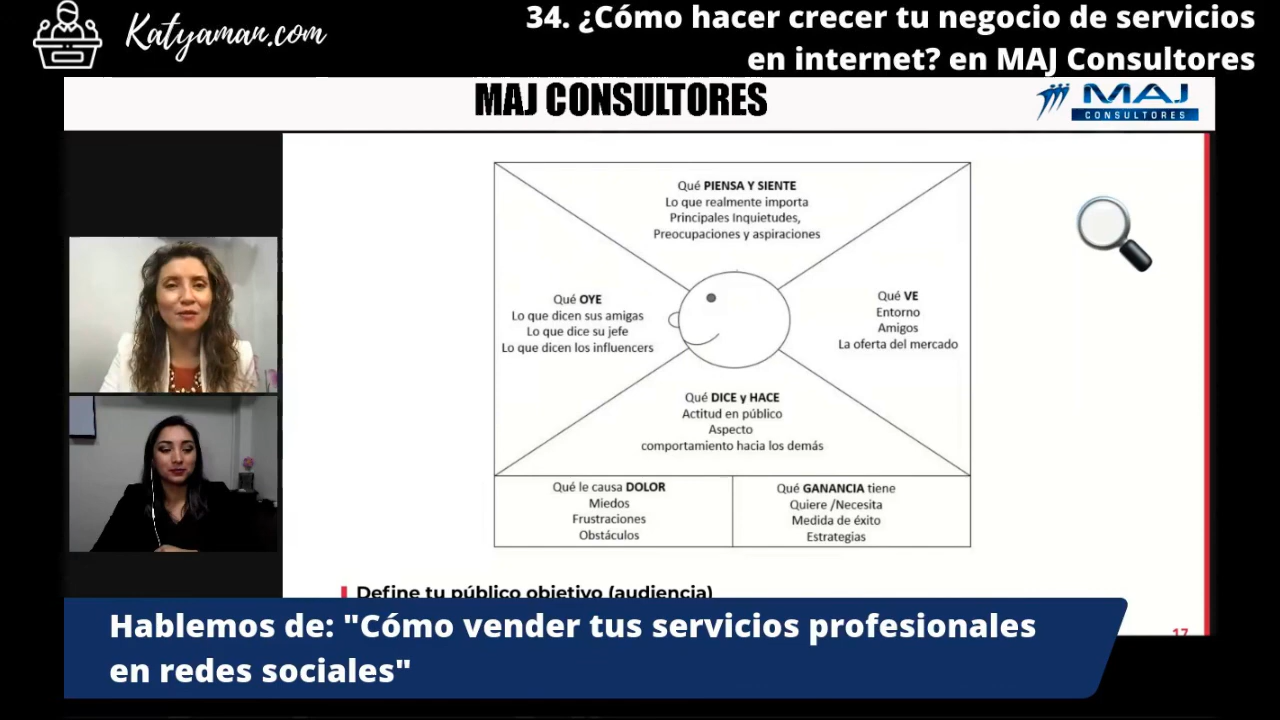 Katyaman.com
34. ¿Cómo hacer crecer tu negocio de servicios
en internet? en MAJ Consultores
MAJ CONSULTORES
MAJ
CONSULTORES
Qué PIENSA Y SIENTE
Lo que realmente importa
Principales Inquietudes,
Preocupaciones y aspiraciones
Qué OYE
Lo que dicen sus amigas
Lo que dice su jefe
Lo que dicen los influencers
Qué VE
Entorno
Amigos
La oferta del mercado
Qué DICE y HACE
Actitud en público
Aspecto
comportamiento hacia los demás
Qué le causa DOLOR
Miedos
Frustraciones
Obstáculos
Qué GANANCIA tiene
Quiere /Necesita
Medida de éxito
Estrategias
Define tu público objetivo (audiencia)
17
Hablemos de: "Cómo vender tus servicios profesionales
en redes sociales"